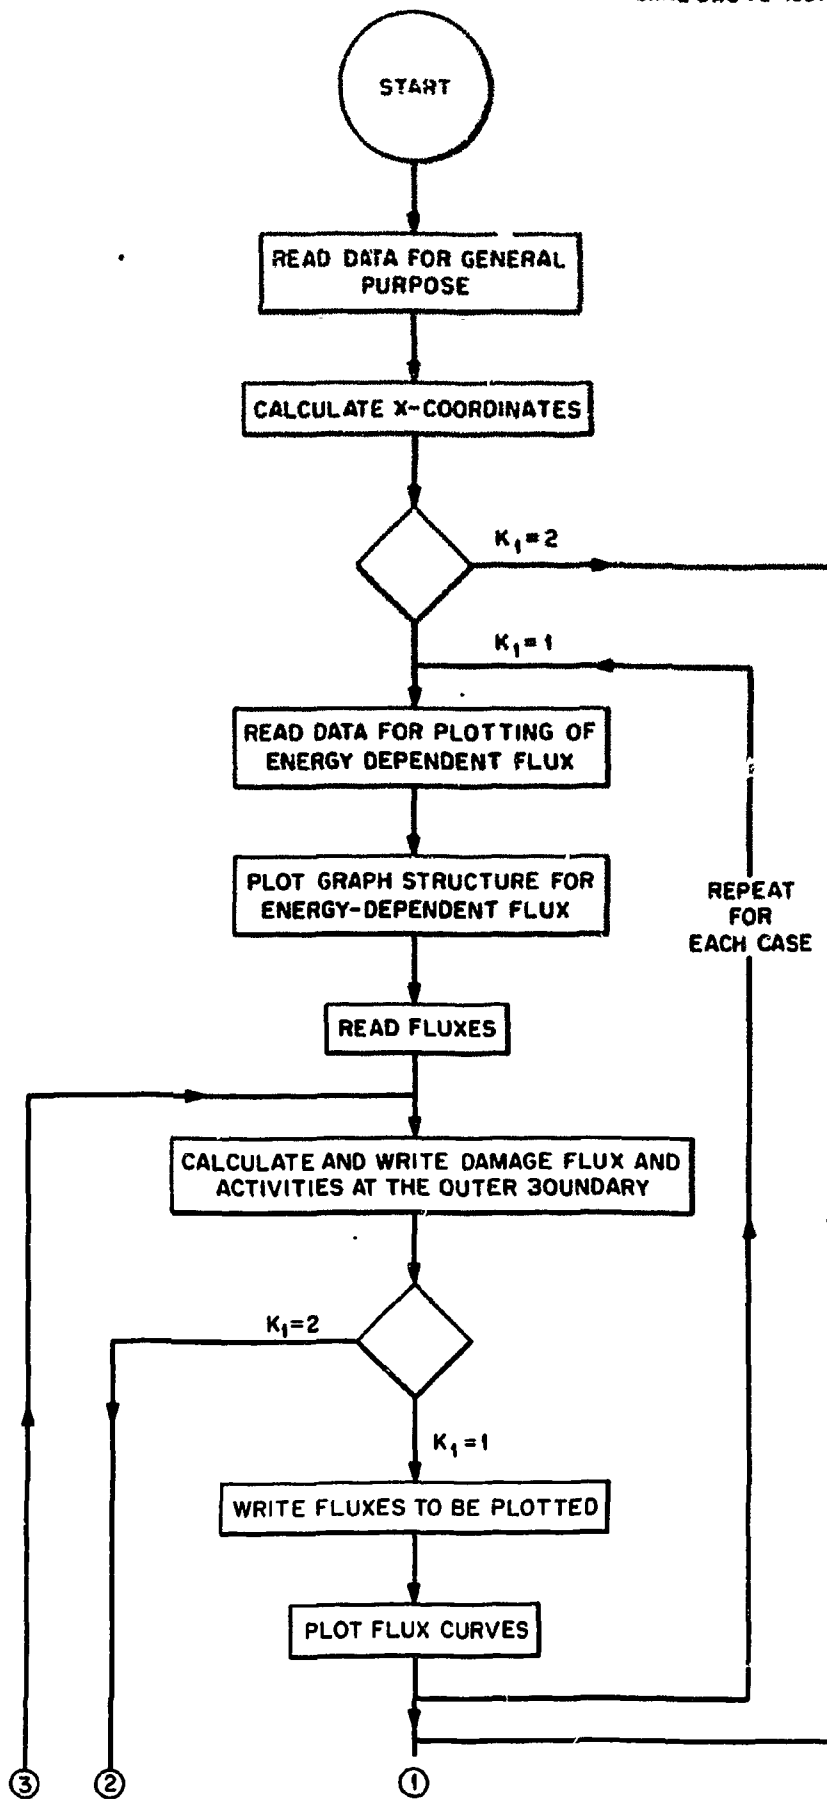 START
READ DATA FOR GENERAL
PURPOSE
CALCULATE X-COORDINATES
K₁=2
K₁=1
READ DATA FOR PLOTTING OF
ENERGY DEPENDENT FLUX
PLOT GRAPH STRUCTURE FOR
ENERGY-DEPENDENT FLUX
REPEAT
FOR
EACH CASE
READ FLUXES
CALCULATE AND WRITE DAMAGE FLUX AND
ACTIVITIES AT THE OUTER BOUNDARY
K₁=2
K₁=1
WRITE FLUXES TO BE PLOTTED
PLOT FLUX CURVES
3 2 1